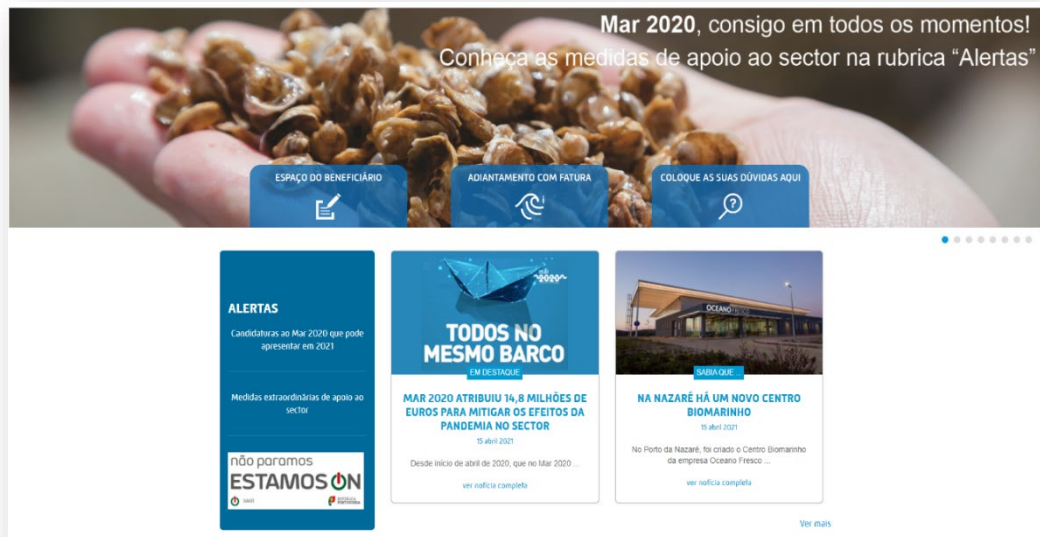 Mar 2020, consigo em todos os momentos!
Conheça as medidas de apoio ao sector na rubrica “Alertas”
ESPAÇO DO BENEFICIÁRIO
ADIANTAMENTO COM FATURA
COLOQUE AS SUAS DÚVIDAS AQUI
ALERTAS
Candidaturas ao Mar 2020 que pode
apresentar em 2021
Medidas extraordinárias de apoio ao
sector
não paramos
ESTAMOS ON
REPÚBLICA
PORTUGUESA
2020
TODOS NO
MESMO BARCO
EM DESTAQUE
MAR 2020 ATRIBUIU 14,8 MILHÕES DE
EUROS PARA MITIGAR OS EFEITOS DA
PANDEMIA NO SECTOR
15 abril 2021
Desde início de abril de 2020, que no Mar 2020 ...
ver notícia completa
OCEANO
SABIA QUE ...
NA NAZARÉ HÁ UM NOVO CENTRO
BIOMARINHO
15 abril 2021
No Porto da Nazaré, foi criado o Centro Biomarinho
da empresa Oceano Fresco ...
ver notícia completa
Ver mais